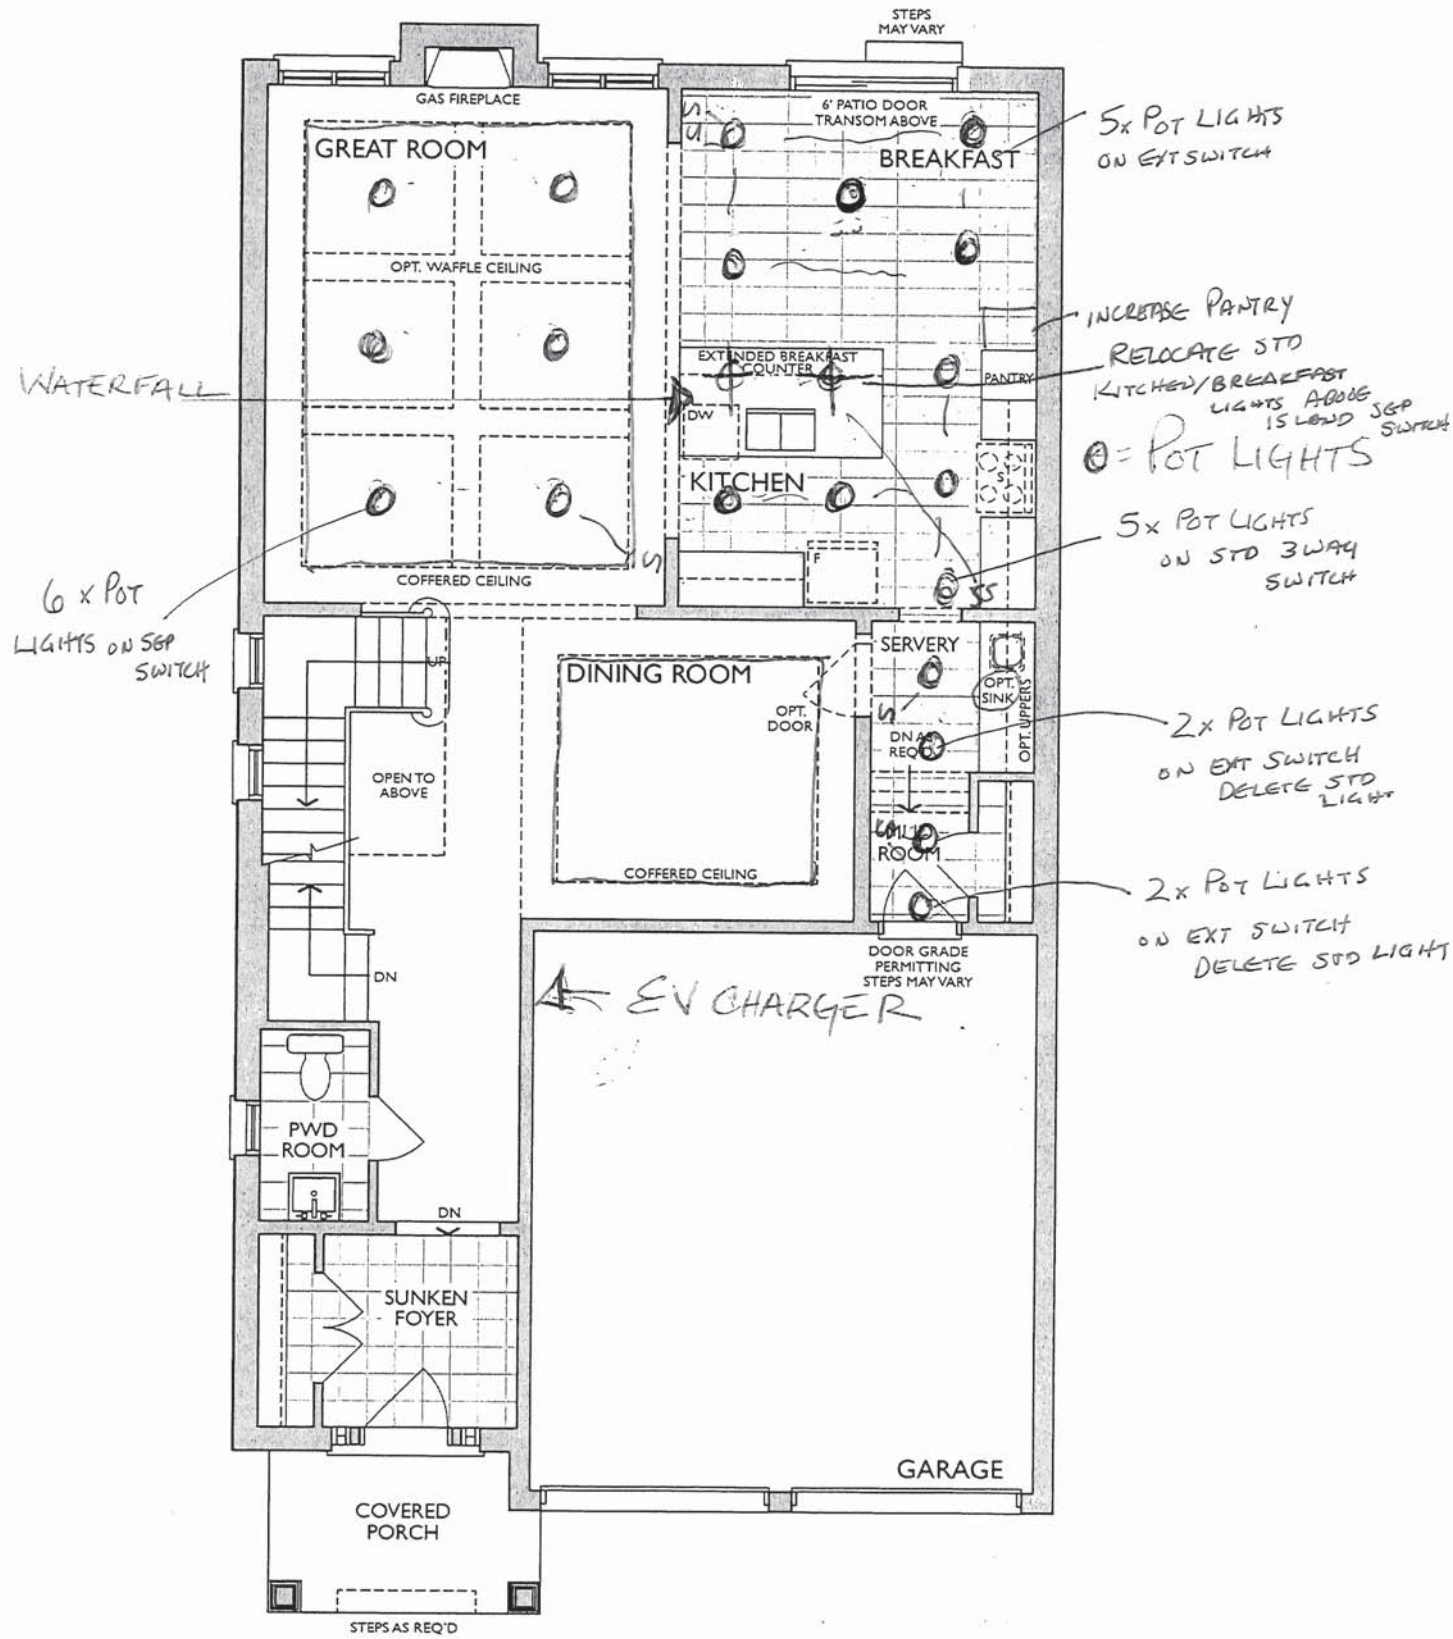 STEPS
MAY VARY
GAS FIREPLACE
6' PATIO DOOR
TRANSOM ABOVE
GREAT ROOM
BREAKFAST
5x POT LIGHTS
ON EXT SWITCH
S
S
OPT. WAFFLE CEILING
INCREASE PANTRY
EXTENDED BREAKFAST
COUNTER
PANTRY
RELOCATE STD
KITCHEN/BREAKFAST
LIGHTS ABOVE
ISLAND SEP
SWITCH
WATERFALL
DW
= POT LIGHTS
KITCHEN
S
5x POT LIGHTS
ON STD 3WAY
SWITCH
F
S
SS
COFFERED CEILING
6 x POT
LIGHTS ON SEP
SWITCH
UP
DINING ROOM
SERVERY
OPT.
SINK
OPT. UPPERS
OPT.
DOOR
S
DN AS
REQ'D
2x POT LIGHTS
ON EXT SWITCH
DELETE STD
LIGHT
OPEN TO
ABOVE
MUD
ROOM
COFFERED CEILING
2x POT LIGHTS
ON EXT SWITCH
DELETE STD LIGHT
DN
DOOR GRADE
PERMITTING
STEPS MAY VARY
EV CHARGER
PWD
ROOM
DN
SUNKEN
FOYER
GARAGE
COVERED
PORCH
STEPS AS REQ'D